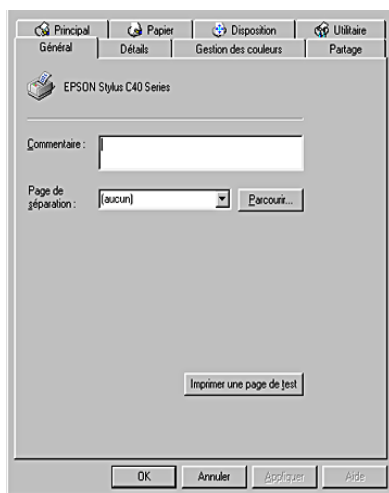 Principal Papier Disposition Utilitaire
Général Détails Gestion des couleurs Partage
EPSON Stylus C40 Series
Commentaire :
Page de
séparation : (aucun) Parcourir...
Imprimer une page de test
OK Annuler Appliquer Aide